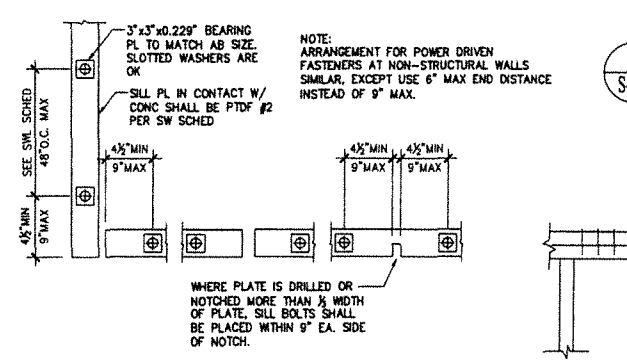 3"x3"x0.229" BEARING
PL TO MATCH AB SIZE.
SLOTTED WASHERS ARE
OK
SILL PL IN CONTACT W/
CONC SHALL BE PTDF #2
PER SW SCHED
NOTE:
ARRANGEMENT FOR POWER DRIVEN
FASTENERS AT NON-STRUCTURAL WALLS
SIMILAR, EXCEPT USE 6" MAX END DISTANCE
INSTEAD OF 9" MAX.
SEE SWL SCHED
48"O.C. MAX
4½"MIN
9"MAX
4½"MIN
9"MAX
4½"MIN
9"MAX
4½"MIN
9"MAX
WHERE PLATE IS DRILLED OR
NOTCHED MORE THAN WIDTH
OF PLATE, SILL BOLTS SHALL
BE PLACED WITHIN 9" EA. SIDE
OF NOTCH.